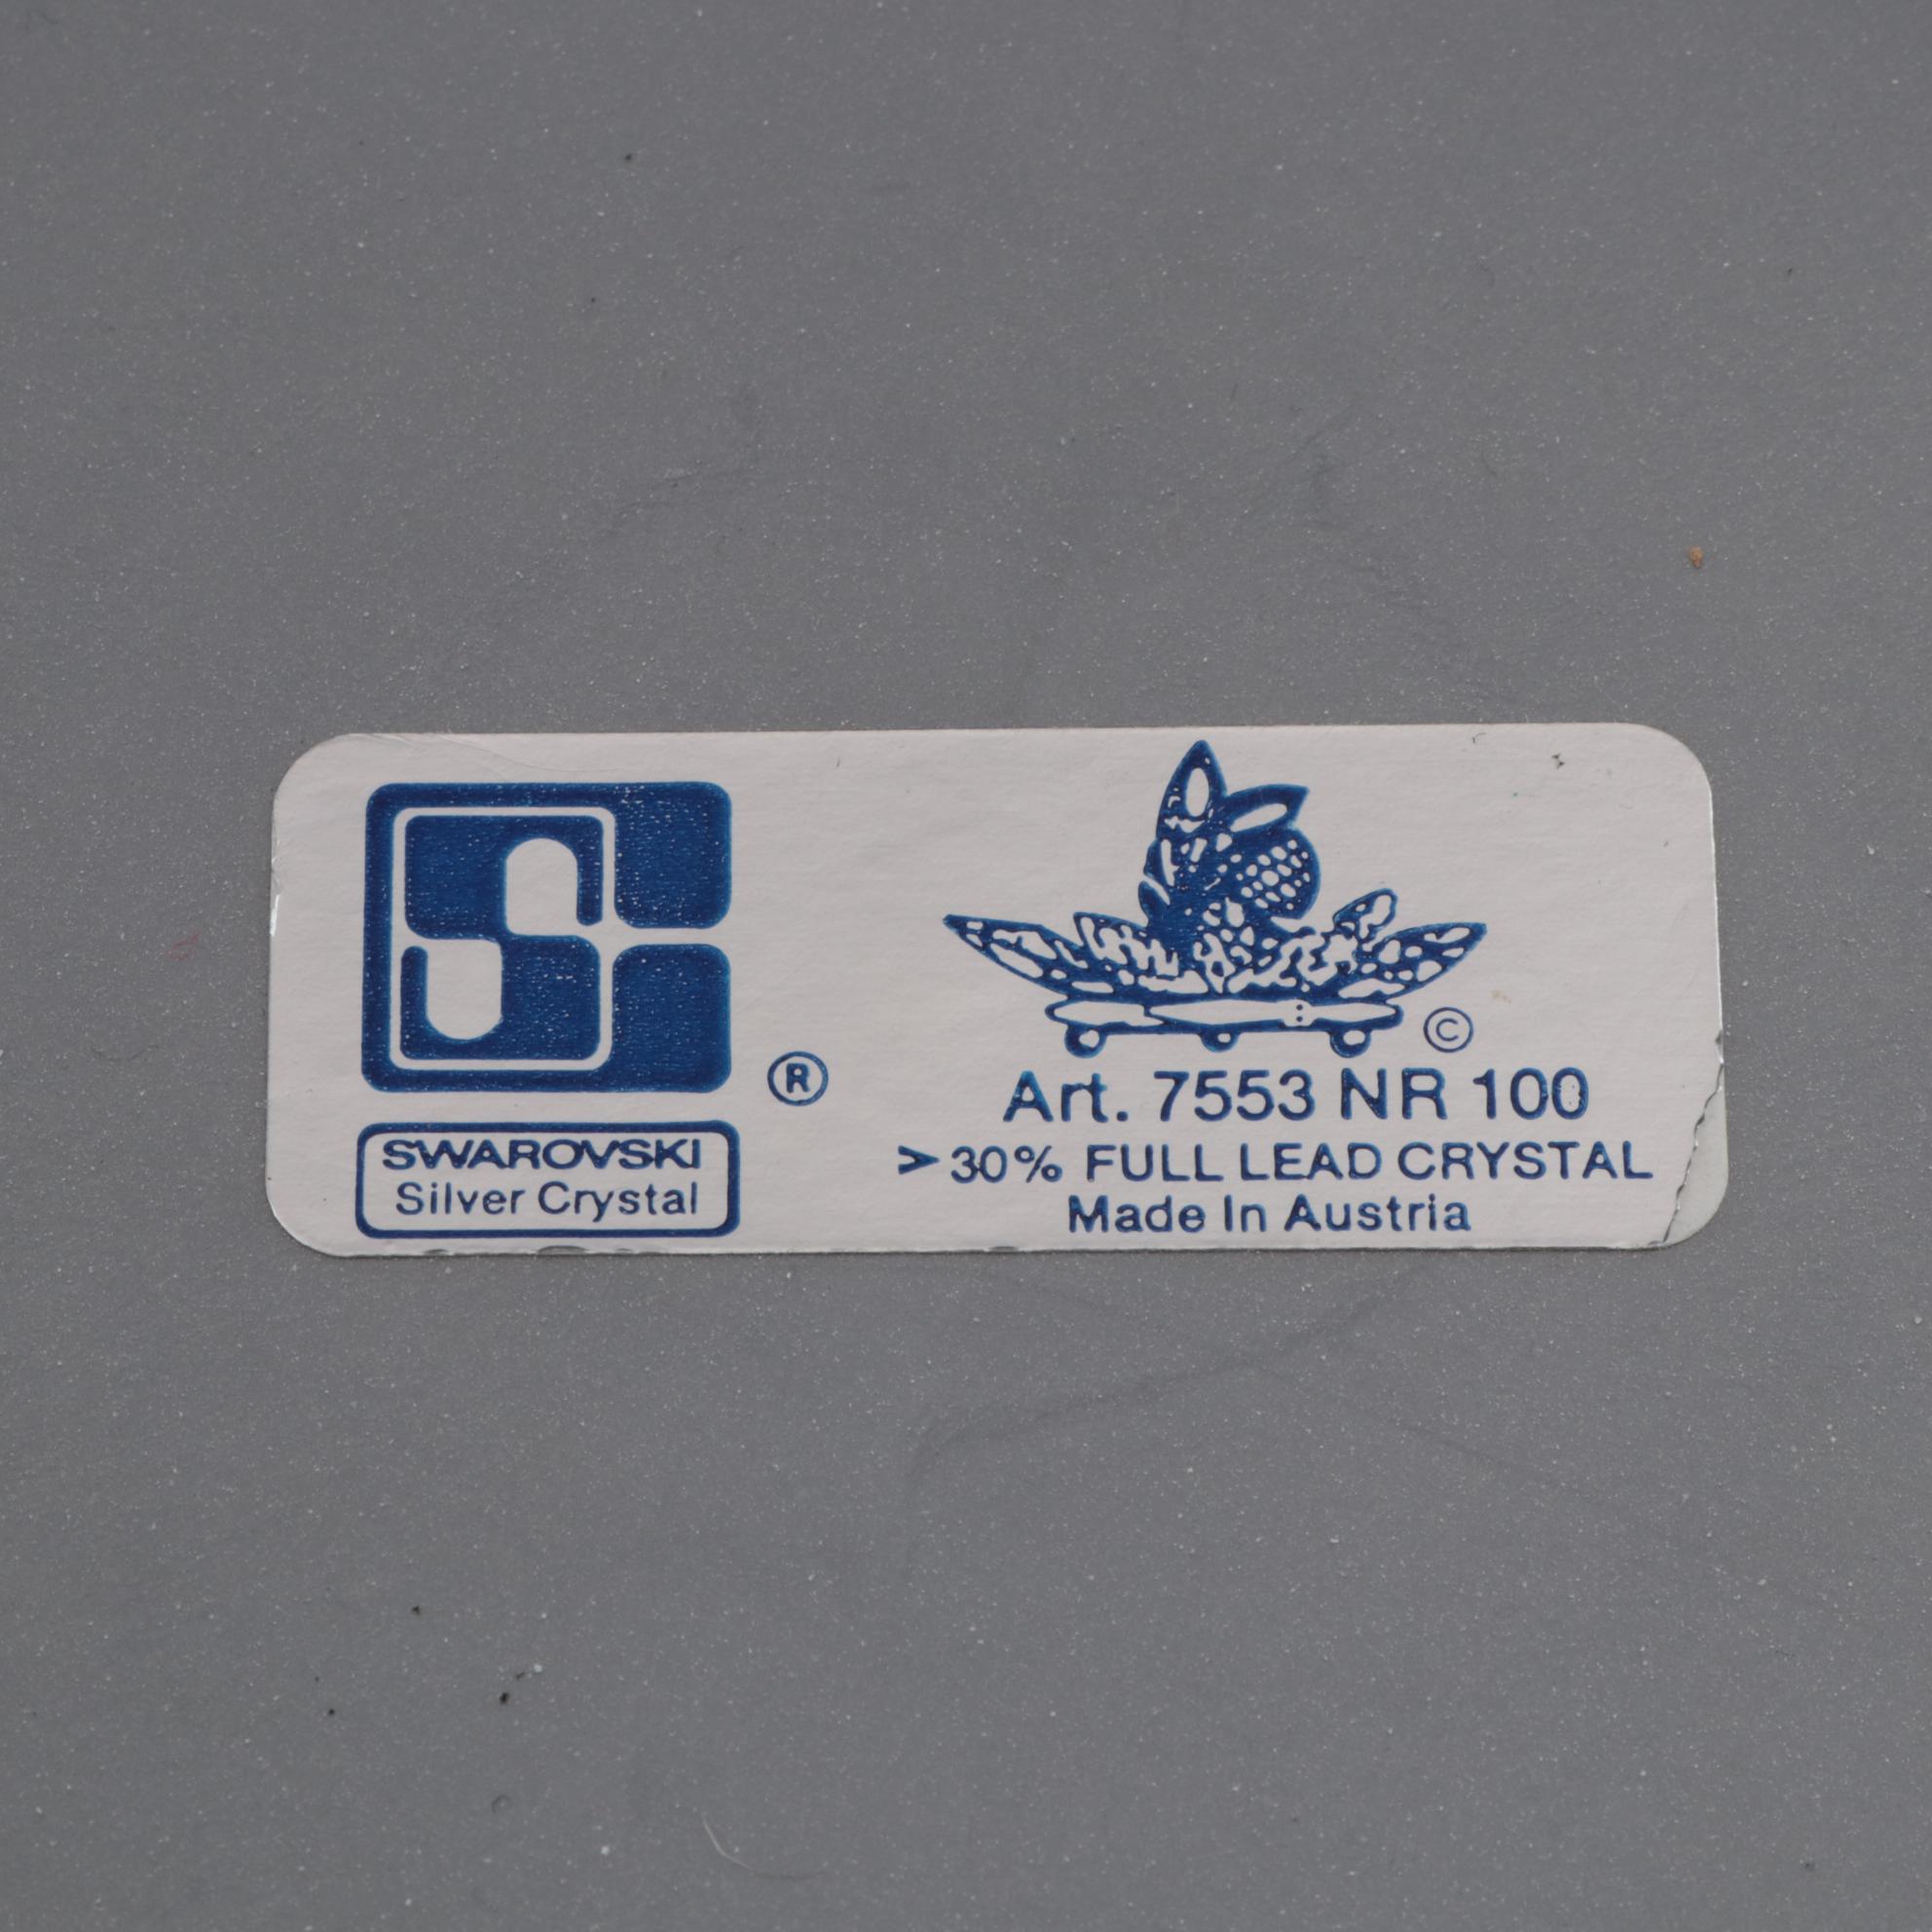 S
®
SWAROVSKI
Silver Crystal
©
Art. 7553 NR 100
>30% FULL LEAD CRYSTAL
Made In Austria